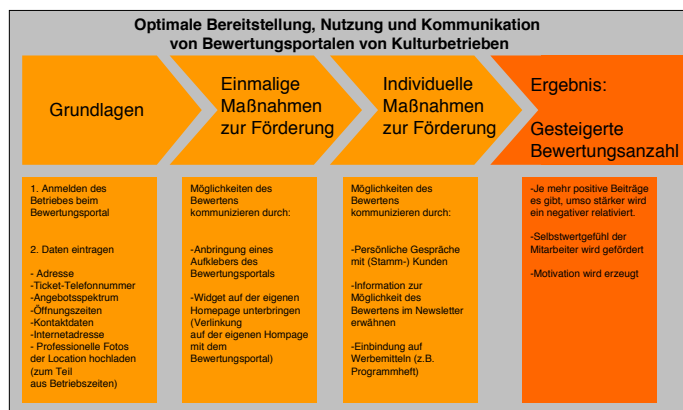 Optimale Bereitstellung, Nutzung und Kommunikation
von Bewertungsportalen von Kulturbetrieben
Grundlagen
Einmalige
Maßnahmen
zur Förderung
Individuelle
Maßnahmen
zur Förderung
Ergebnis:
Gesteigerte
Bewertungsanzahl
1. Anmelden des
Betriebes beim
Bewertungsportal
2. Daten eintragen
- Adresse
-Ticket-Telefonnummer
-Angebotsspektrum
-Öffnungszeiten
-Kontaktdaten
-Internetadresse
- Professionelle Fotos
der Location hochladen
(zum Teil
aus Betriebszeiten)
Möglichkeiten des
Bewertens
kommunizieren durch:
-Anbringung eines
Aufklebers des
Bewertungsportals
-Widget auf der eigenen
Homepage unterbringen
(Verlinkung
auf der eigenen Hompage
mit dem
Bewertungsportal)
Möglichkeiten des
Bewertens
kommunizieren durch:
-Persönliche Gespräche
mit (Stamm-) Kunden
-Information zur
Möglichkeit des
Bewertens im Newsletter
erwähnen
-Einbindung auf
Werbemitteln (z.B.
Programmheft)
-Je mehr positive Beiträge
es gibt, umso stärker wird
ein negativer relativiert.
-Selbstwertgefühl der
Mitarbeiter wird gefördert
-Motivation wird erzeugt